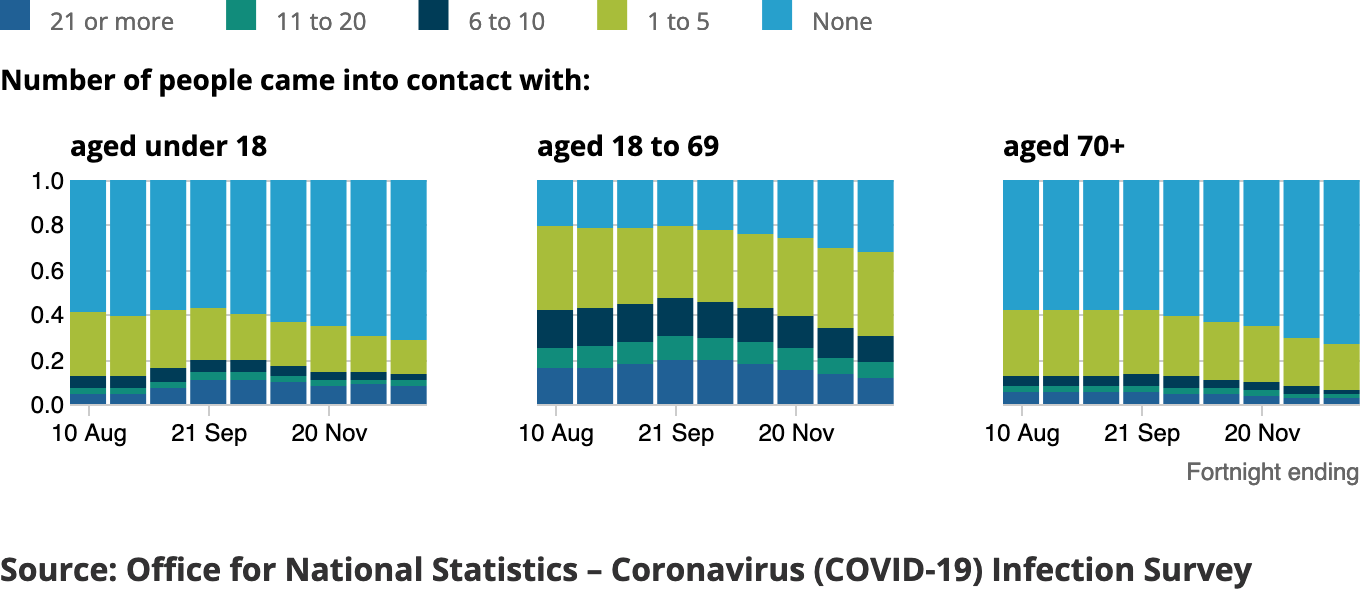 21 or more 11 to 20 6 to 10 1 to 5 None
Number of people came into contact with:
aged under 18 aged 18 to 69 aged 70+
1.0
0.8
0.6
0.4
0.2
0.0
10 Aug 21 Sep 20 Nov 10 Aug 21 Sep 20 Nov 10 Aug 21 Sep 20 Nov
Fortnight ending
Source: Office for National Statistics – Coronavirus (COVID-19) Infection Survey